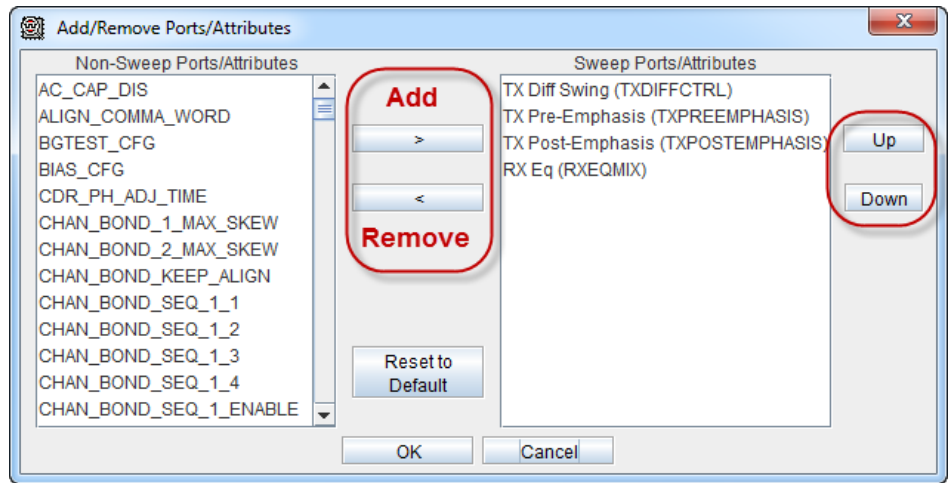 Add/Remove Ports/Attributes
Non-Sweep Ports/Attributes
AC_CAP_DIS
ALIGN_COMMA_WORD
BGTEST_CFG
BIAS_CFG
CDR_PH_ADJ_TIME
CHAN_BOND_1_MAX_SKEW
CHAN_BOND_2_MAX_SKEW
CHAN_BOND_KEEP_ALIGN
CHAN_BOND_SEQ_1_1
CHAN_BOND_SEQ_1_2
CHAN_BOND_SEQ_1_3
CHAN_BOND_SEQ_1_4
CHAN_BOND_SEQ_1_ENABLE
Add
>
<
Remove
Reset to
Default
Sweep Ports/Attributes
TX Diff Swing (TXDIFFCTRL)
TX Pre-Emphasis (TXPREEMPHASIS)
TX Post-Emphasis (TXPOSTEMPHASIS)
RX Eq (RXEQMIX)
Up
Down
OK
Cancel